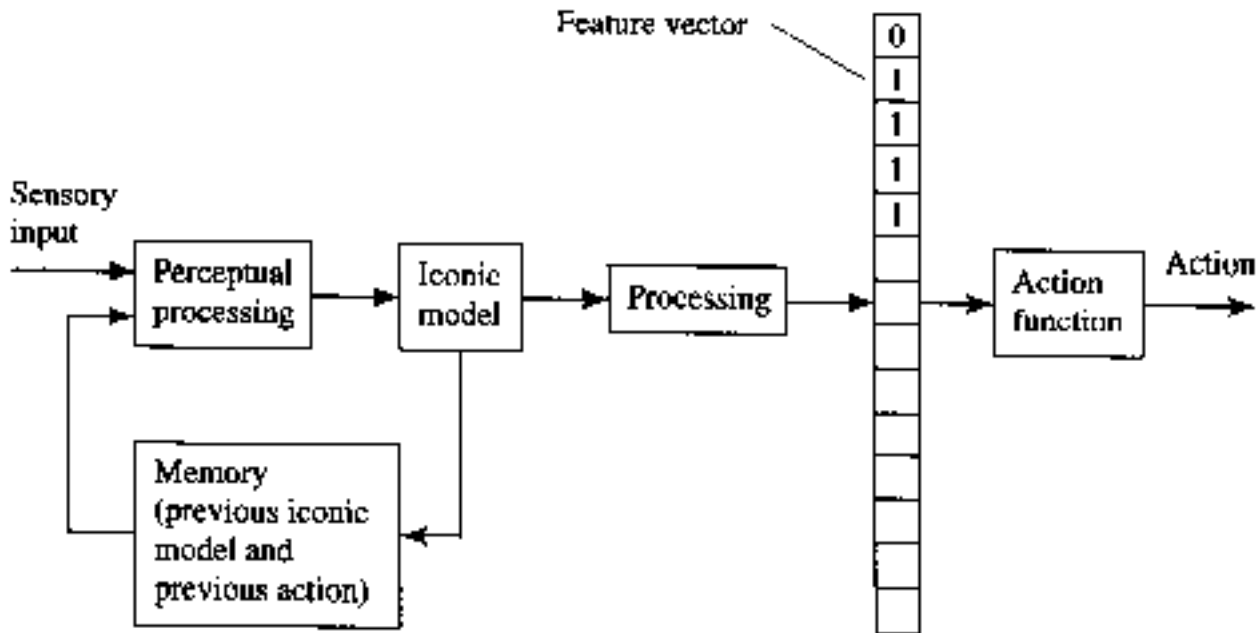 Feature vector
0
1
1
1
1
Sensory
input
Perceptual
processing
Iconic
model
Processing
Action
function
Action
Memory
(previous iconic
model and
previous action)